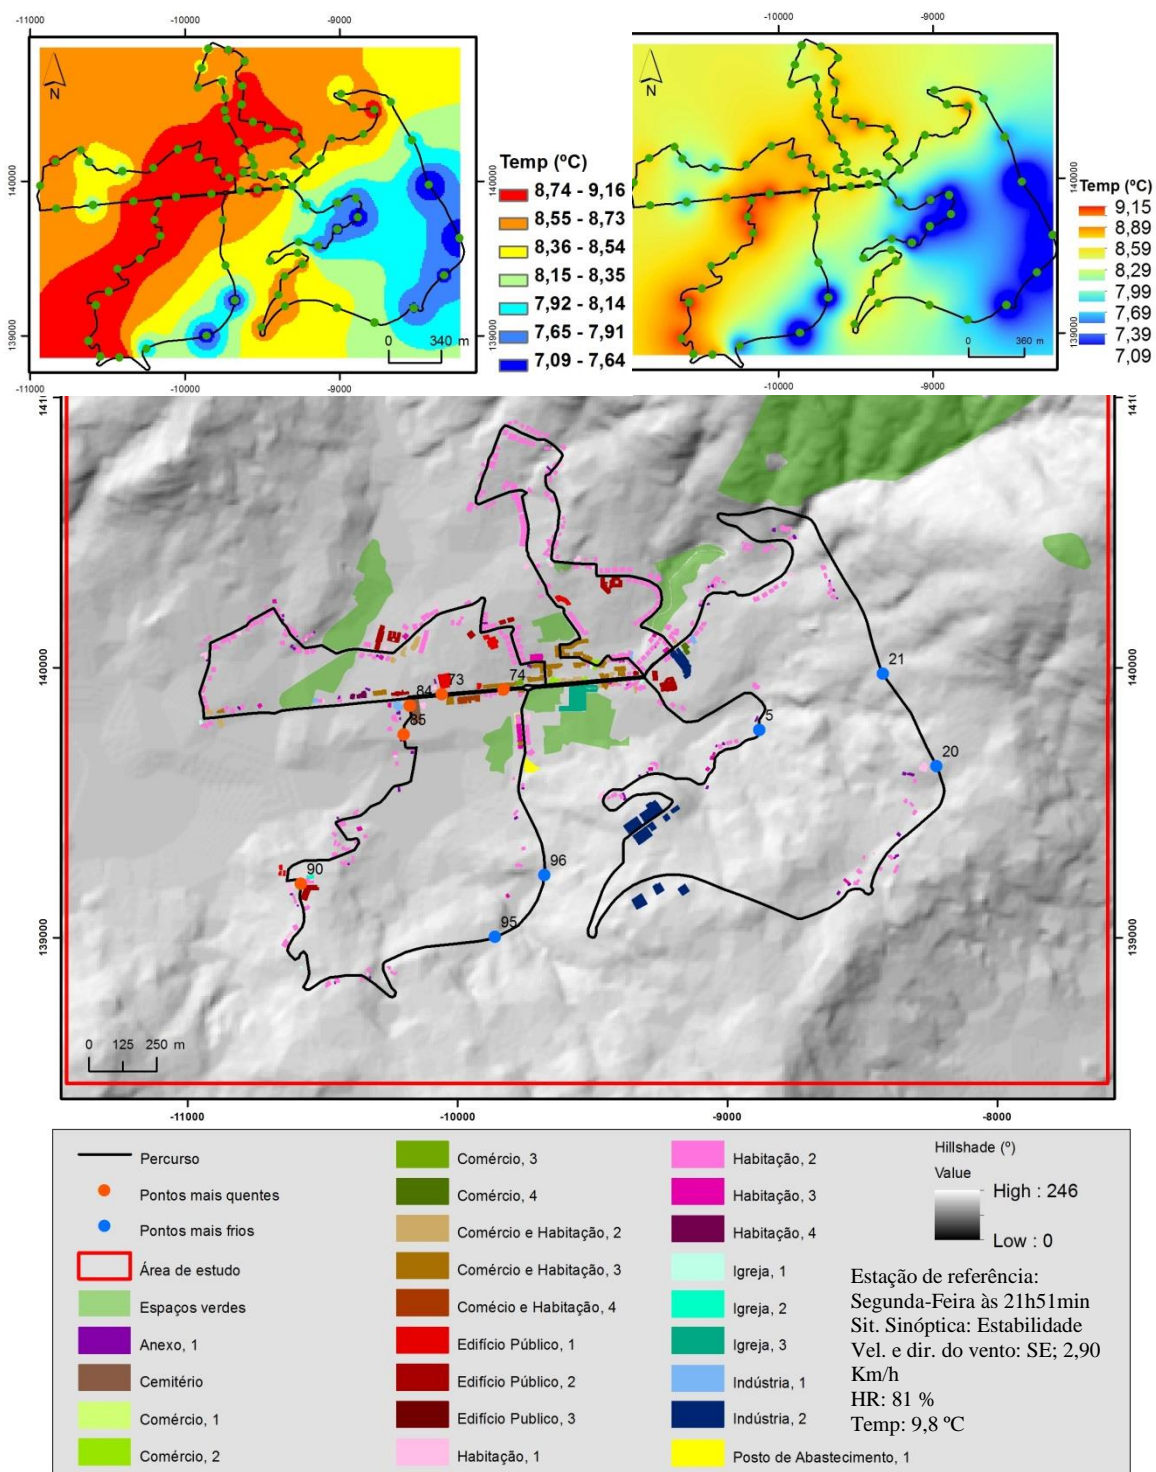 -11000
-10000
-9000
-10000
-9000
N
N
140000
139000
140000
139000
0 340 m
0 360 m
-11000
-10000
-9000
-10000
-9000
Temp (ºC)
8,74 - 9,16
8,55 - 8,73
8,36 - 8,54
8,15 - 8,35
7,92 - 8,14
7,65 - 7,91
7,09 - 7,64
Temp (ºC)
9,15
8,89
8,59
8,29
7,99
7,69
7,39
7,09
140000
139000
140000
139000
21
20
5
74
73
84
85
90
96
95
0 125 250 m
-11000
-10000
-9000
-8000
Percurso
Pontos mais quentes
Pontos mais frios
Área de estudo
Espaços verdes
Anexo, 1
Cemitério
Comércio, 1
Comércio, 2
Comércio, 3
Comércio, 4
Comércio e Habitação, 2
Comércio e Habitação, 3
Comécio e Habitação, 4
Edifício Público, 1
Edifício Público, 2
Edifício Publico, 3
Habitação, 1
Habitação, 2
Habitação, 3
Habitação, 4
Igreja, 1
Igreja, 2
Igreja, 3
Indústria, 1
Indústria, 2
Posto de Abastecimento, 1
Hillshade (º)
Value
High : 246
Low : 0
Estação de referência:
Segunda-Feira às 21h51min
Sit. Sinóptica: Estabilidade
Vel. e dir. do vento: SE; 2,90
Km/h
HR: 81 %
Temp: 9,8 ºC